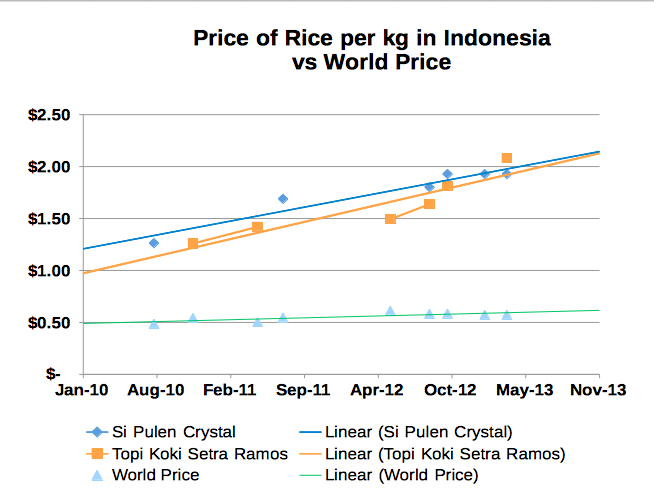 Price of Rice per kg in Indonesia
vs World Price
$2.50
$2.00
$1.50
$1.00
$0.50
$-
Jan-10 Aug-10 Feb-11 Sep-11 Apr-12 Oct-12 May-13 Nov-13
Si Pulen Crystal Linear (Si Pulen Crystal)
Topi Koki Setra Ramos Linear (Topi Koki Setra Ramos)
World Price Linear (World Price)